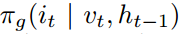 π_g(i_t | v_t, h_{t−1})